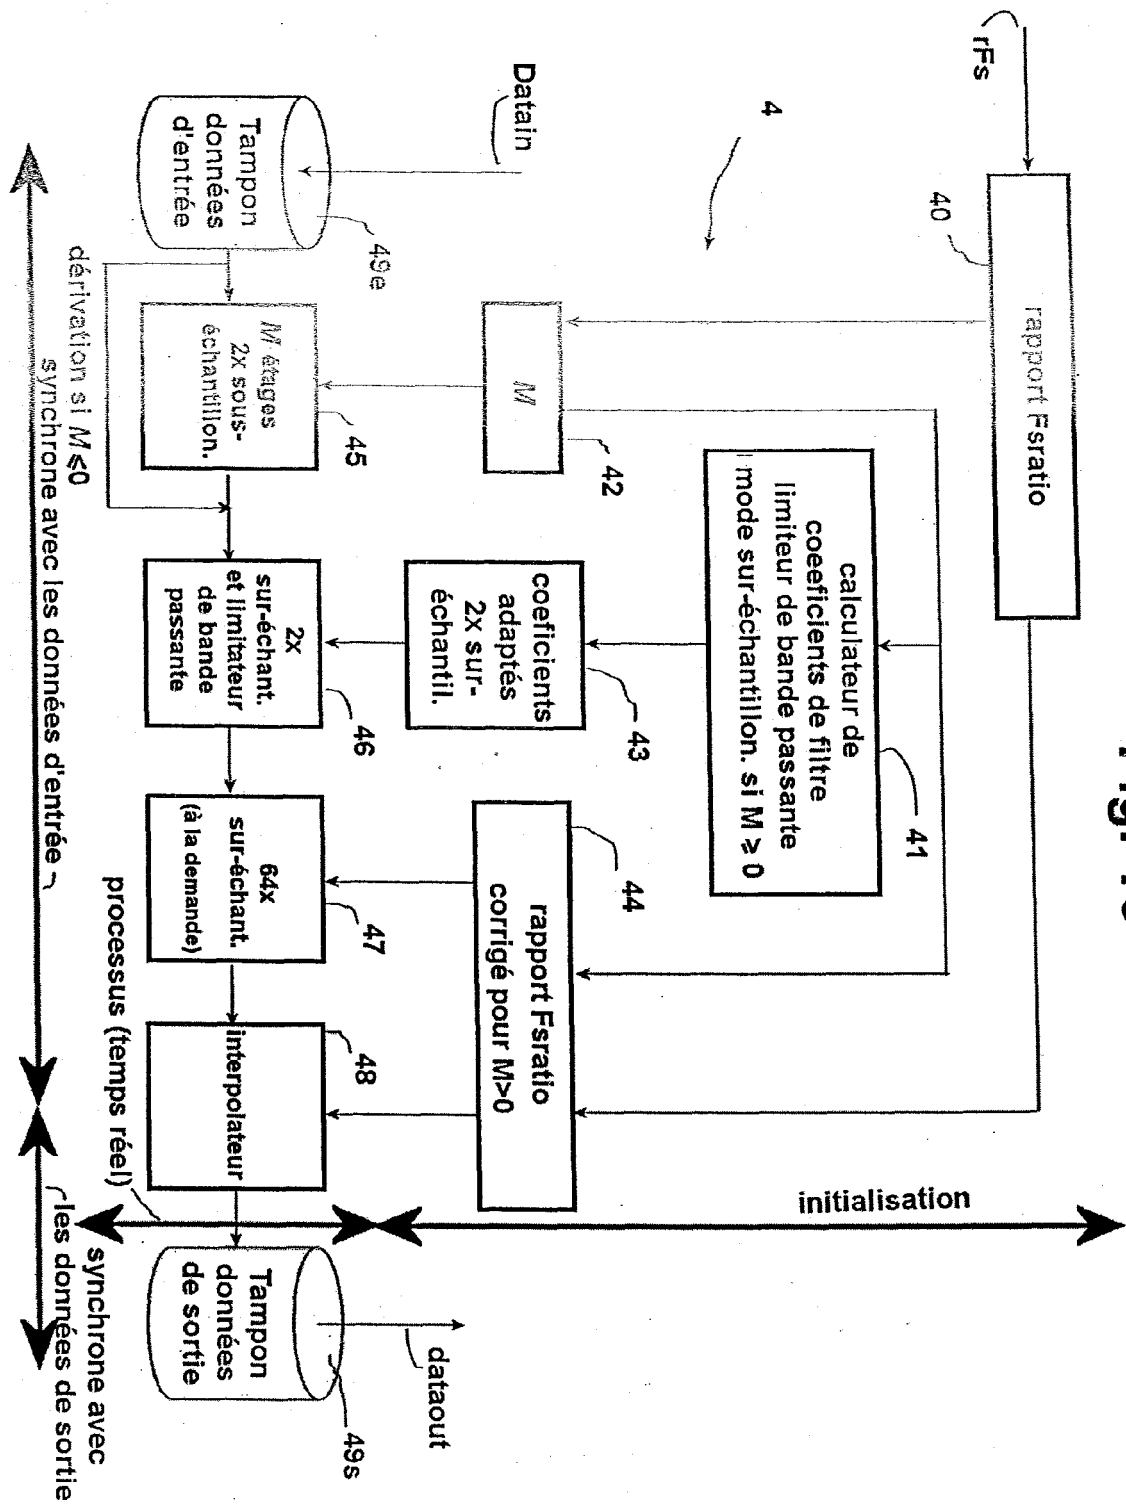 rFs
rapport Fsratio
40
4
initialisation
calculateur de
coeeficients de filtre
limiteur de bande passante
mode sur-échantillon. si M ⩾ 0
41
Datain
M
42
coeficients
adaptés
2x sur-
échantil.
43
rapport Fsratio
corrigé pour M>0
44
dataout
Tampon
données
d'entrée
49e
M étages
2x sous-
échantillon.
45
2x
sur-échant.
et limitateur
de bande
passante
46
64x
sur-échant.
(à la demande)
47
interpolateur
48
Tampon
données
de sortie
49s
dérivation si M ⩽0
processus (temps réel)
synchrone avec les données d'entrée
synchrone avec
les données de sortie